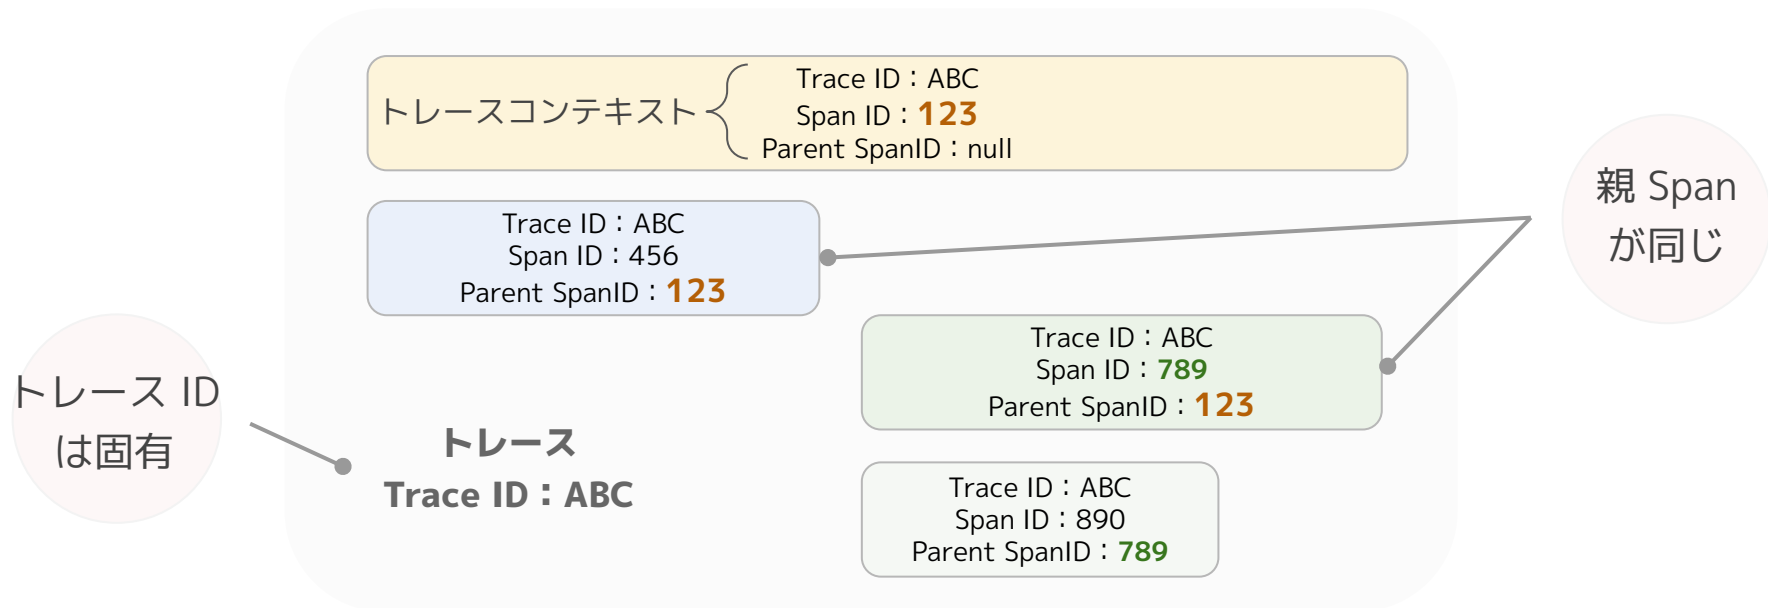 トレースコンテキスト
Trace ID：ABC
Span ID：123
Parent SpanID：null
Trace ID：ABC
Span ID：456
Parent SpanID：123
親 Span
が同じ
Trace ID：ABC
Span ID：789
Parent SpanID：123
トレース ID
は固有
トレース
Trace ID：ABC
Trace ID：ABC
Span ID：890
Parent SpanID：789